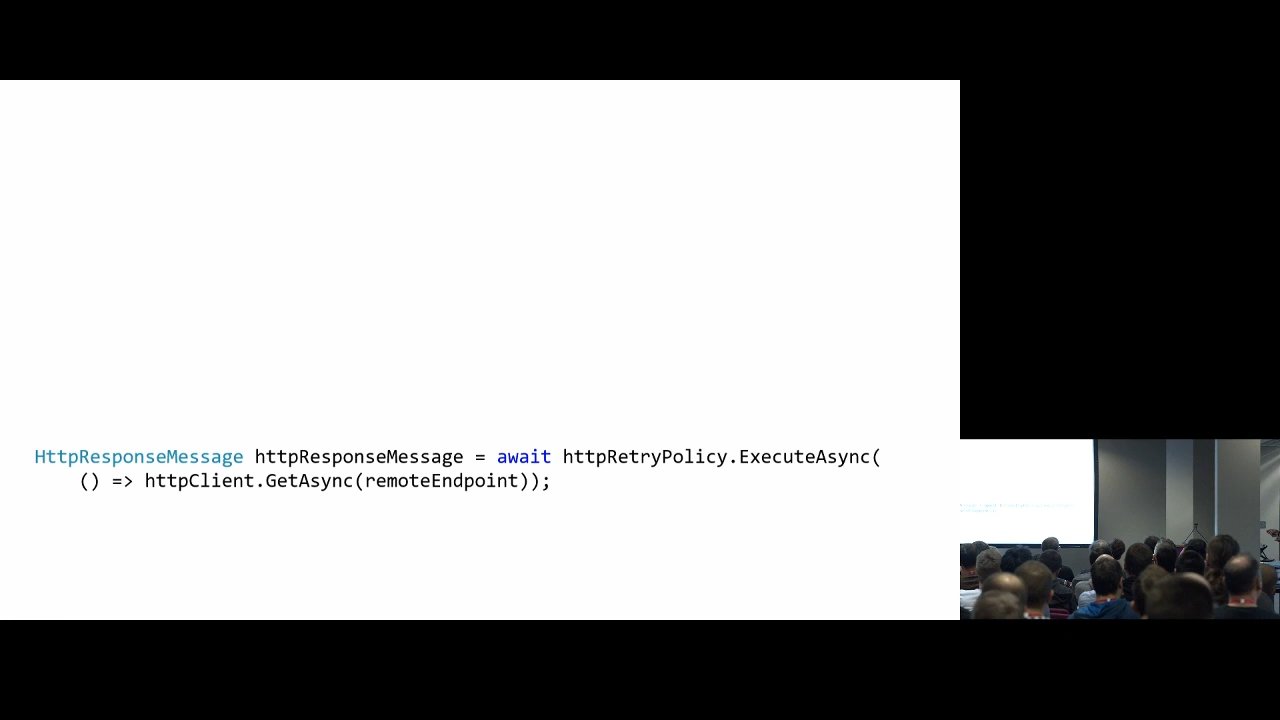 HttpResponseMessage httpResponseMessage = await httpRetryPolicy.ExecuteAsync(
() => httpClient.GetAsync(remoteEndpoint));